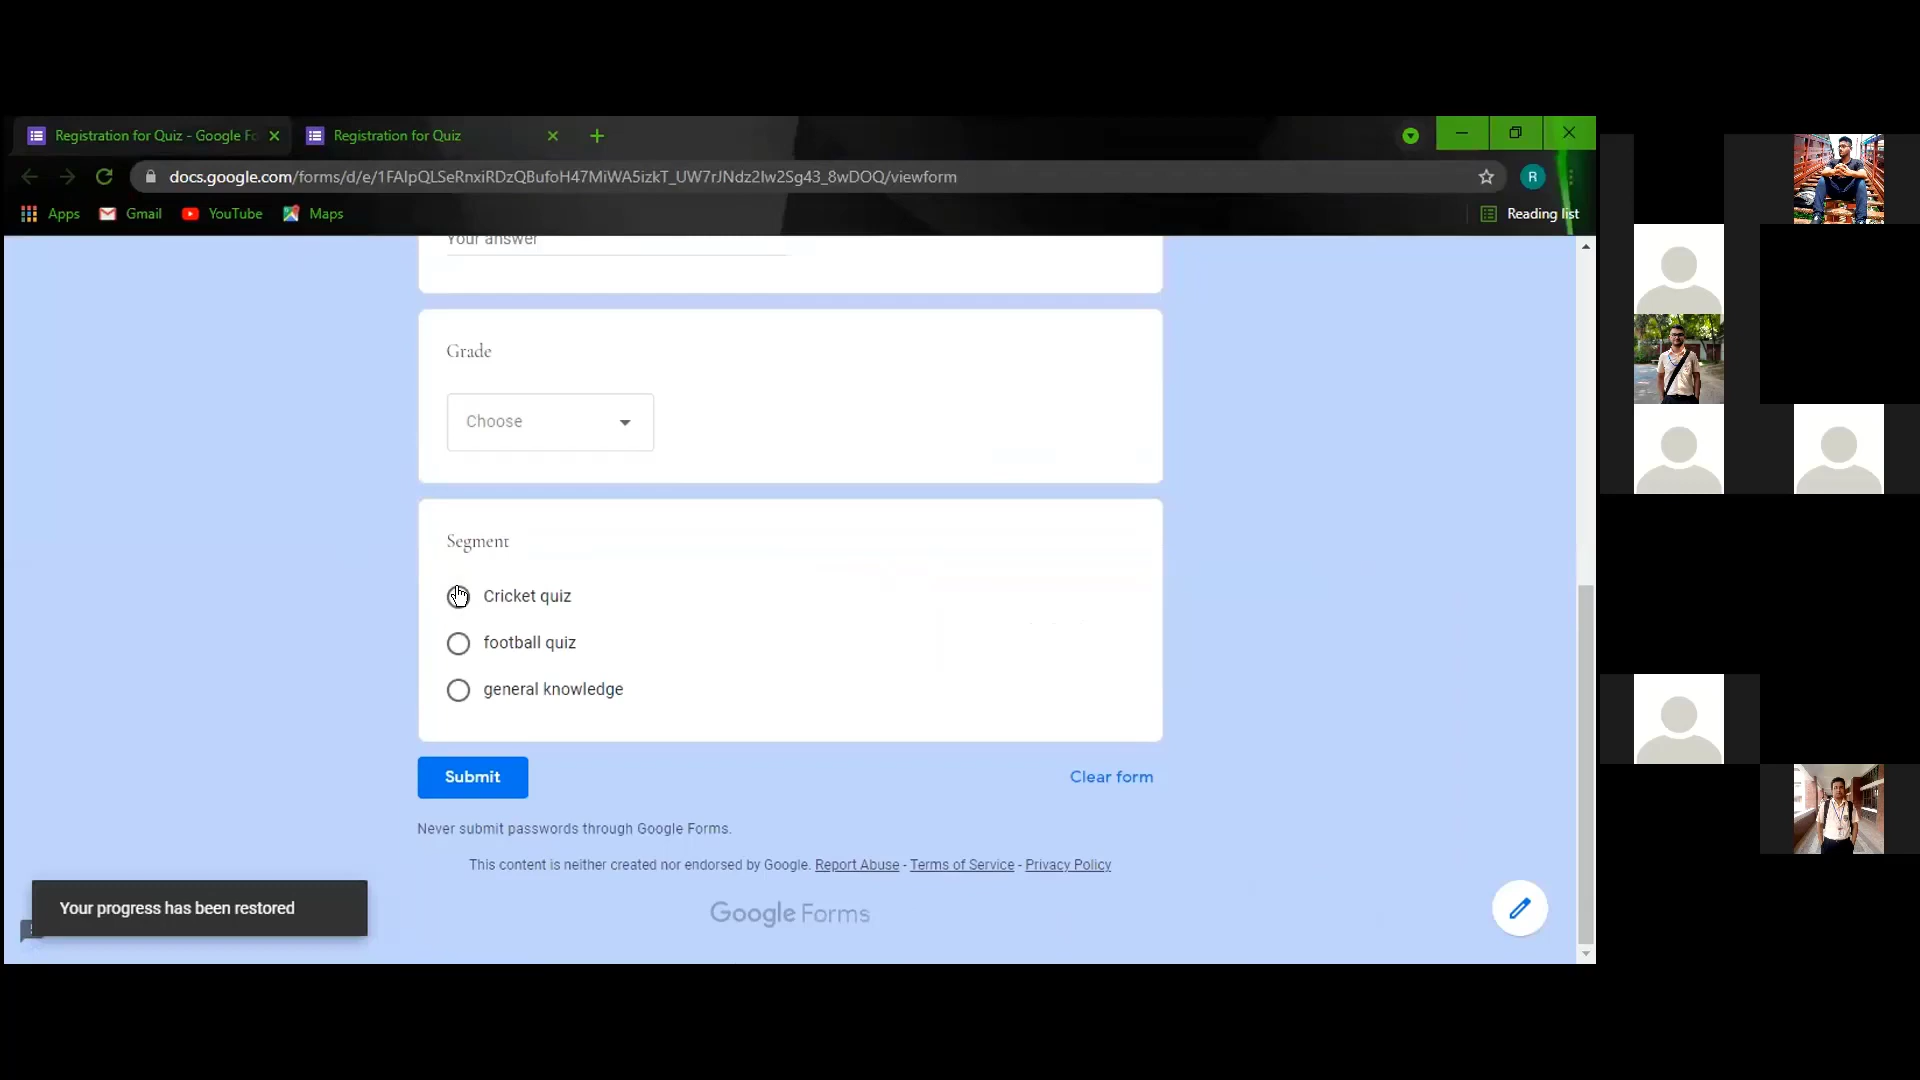 Registration for Quiz - Google Fo
Registration for Quiz
docs.google.com/forms/d/e/1FAIpQLSeRnxiRDzQBufoH47MiWA5izkT_UW7rJNdz2Iw2Sg43_8wDOQ/viewform
R
Apps
Gmail
YouTube
Maps
Reading list
Your answer
Grade
Choose
Segment
Cricket quiz
football quiz
general knowledge
Submit
Clear form
Never submit passwords through Google Forms.
This content is neither created nor endorsed by Google. Report Abuse - Terms of Service - Privacy Policy
Your progress has been restored
Google Forms